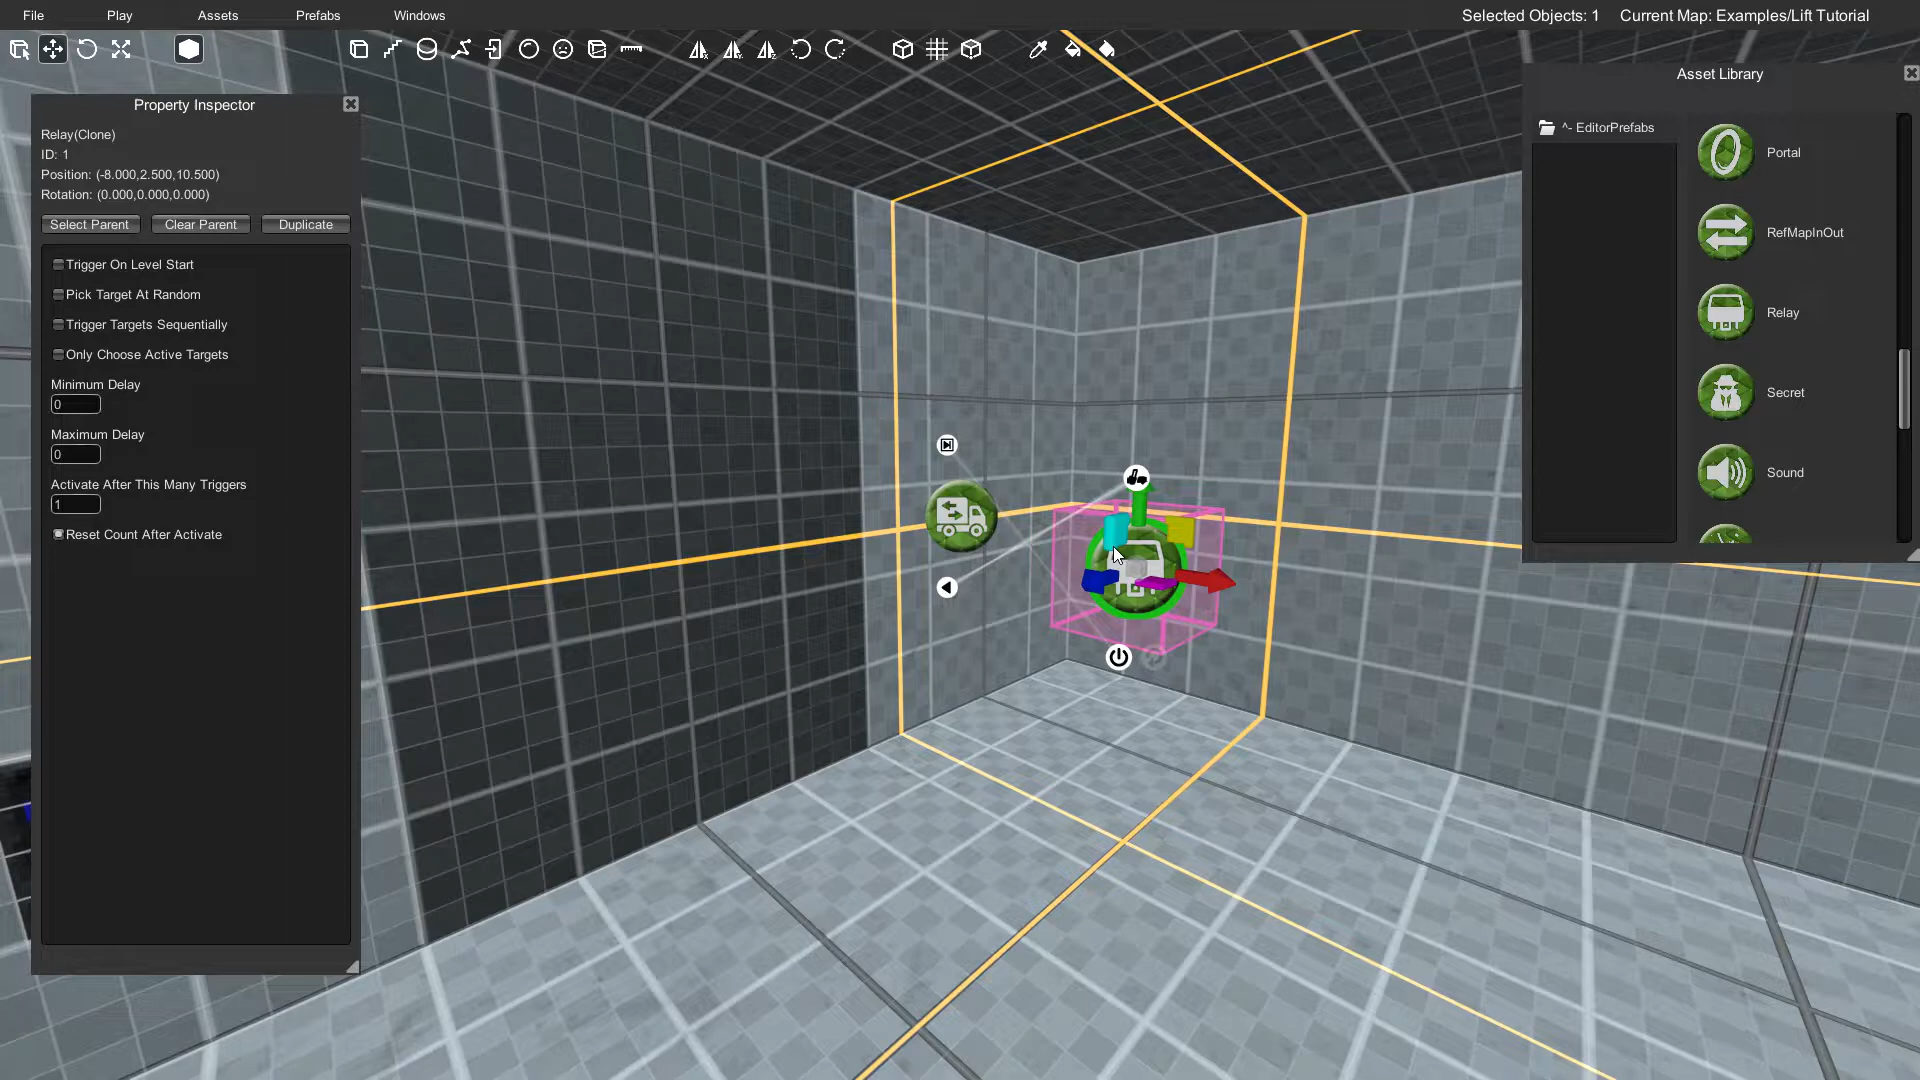 File Play Assets Prefabs Windows
Selected Objects: 1 Current Map: Examples/Lift Tutorial
Property Inspector
Relay(Clone)
ID: 1
Position: (-8.000,2.500,10.500)
Rotation: (0.000,0.000,0.000)
Select Parent Clear Parent Duplicate
Trigger On Level Start
Pick Target At Random
Trigger Targets Sequentially
Only Choose Active Targets
Minimum Delay
0
Maximum Delay
0
Activate After This Many Triggers
1
Reset Count After Activate
Asset Library
^- EditorPrefabs
Portal
RefMapInOut
Relay
Secret
Sound